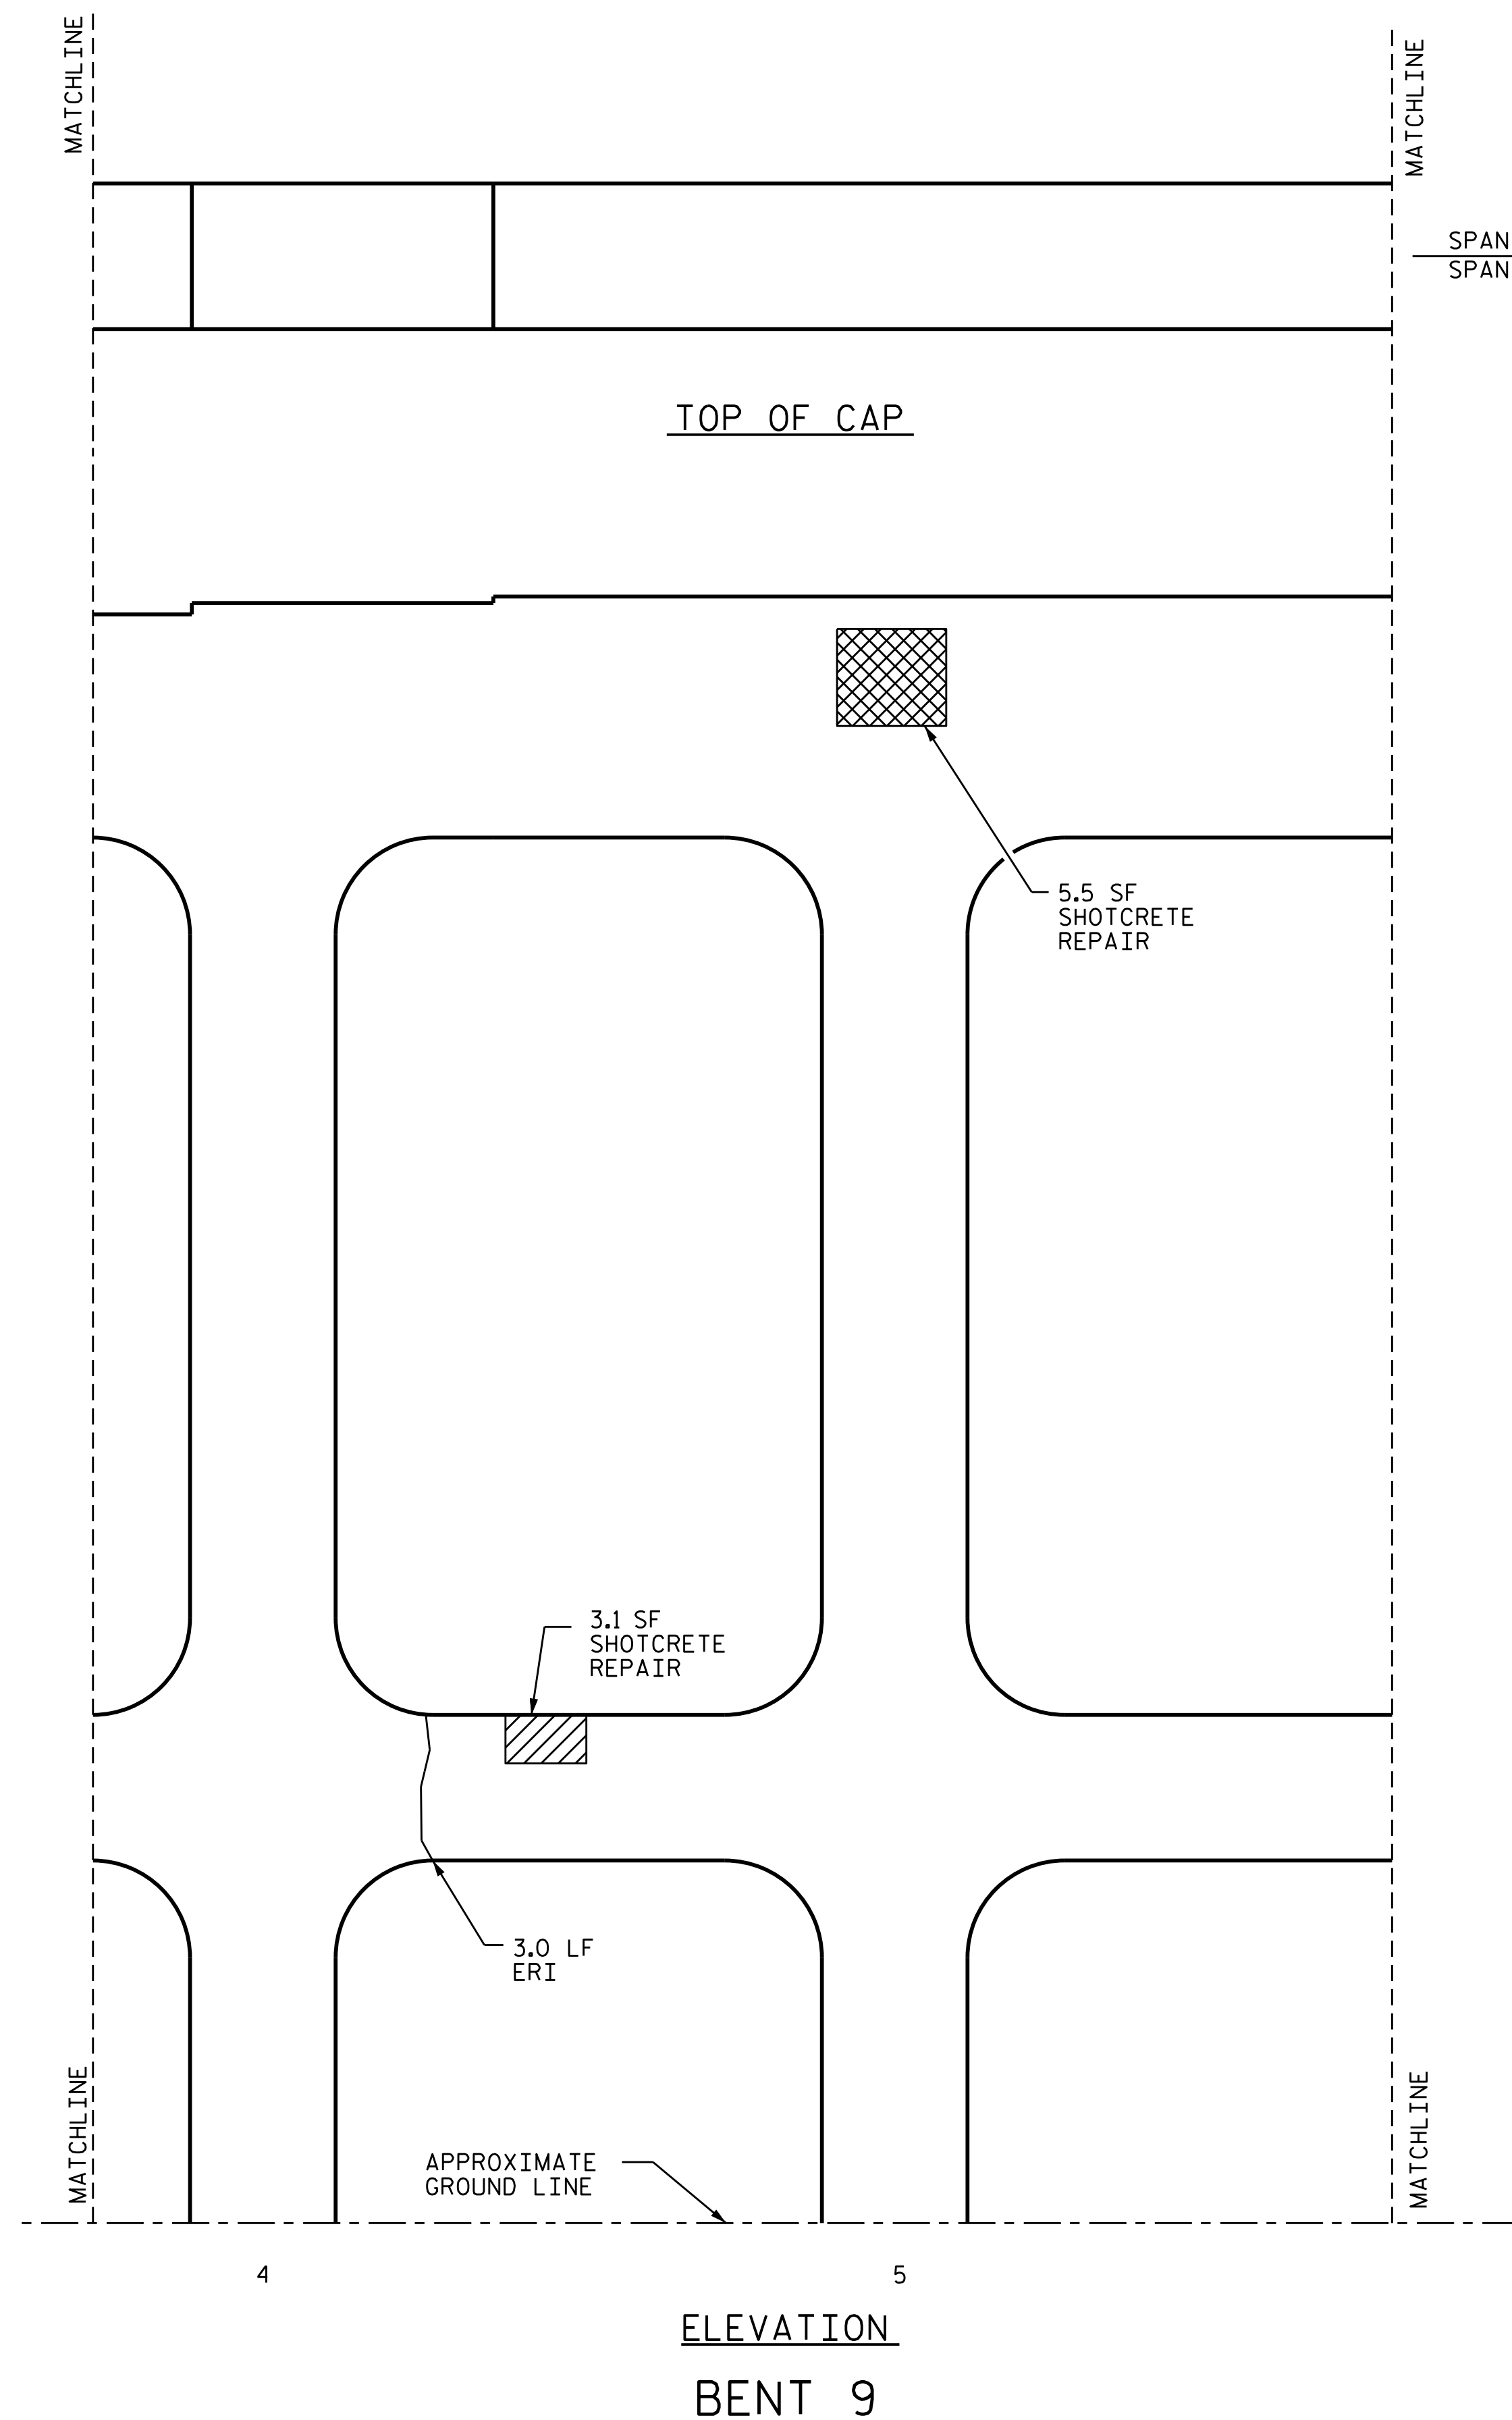 MATCHLINE
MATCHLINE
SPAN
SPAN
TOP OF CAP
5.5 SF
SHOTCRETE
REPAIR
3.1 SF
SHOTCRETE
REPAIR
3.0 LF
ERI
MATCHLINE
MATCHLINE
APPROXIMATE
GROUND LINE
4
5
ELEVATION
BENT 9